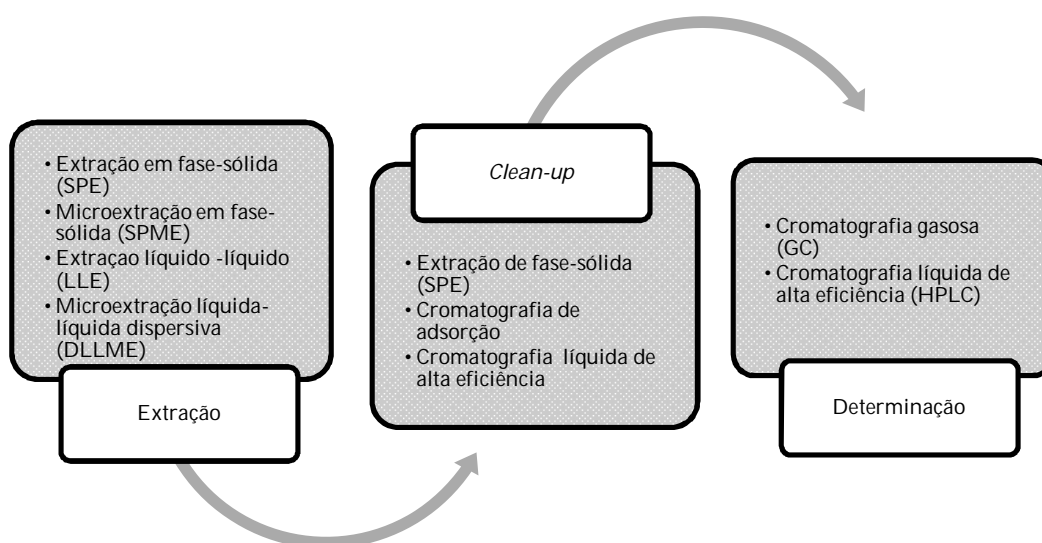 • Extração em fase-sólida
(SPE)
• Microextração em fase-
sólida (SPME)
• Extraçao líquido -líquido
(LLE)
• Microextração líquida-
líquida dispersiva
(DLLME)
Extração
Clean-up
• Extração de fase-sólida
(SPE)
• Cromatografia de
adsorção
• Cromatografia líquida de
alta eficiência
• Cromatografia gasosa
(GC)
• Cromatografia líquida de
alta eficiência (HPLC)
Determinação